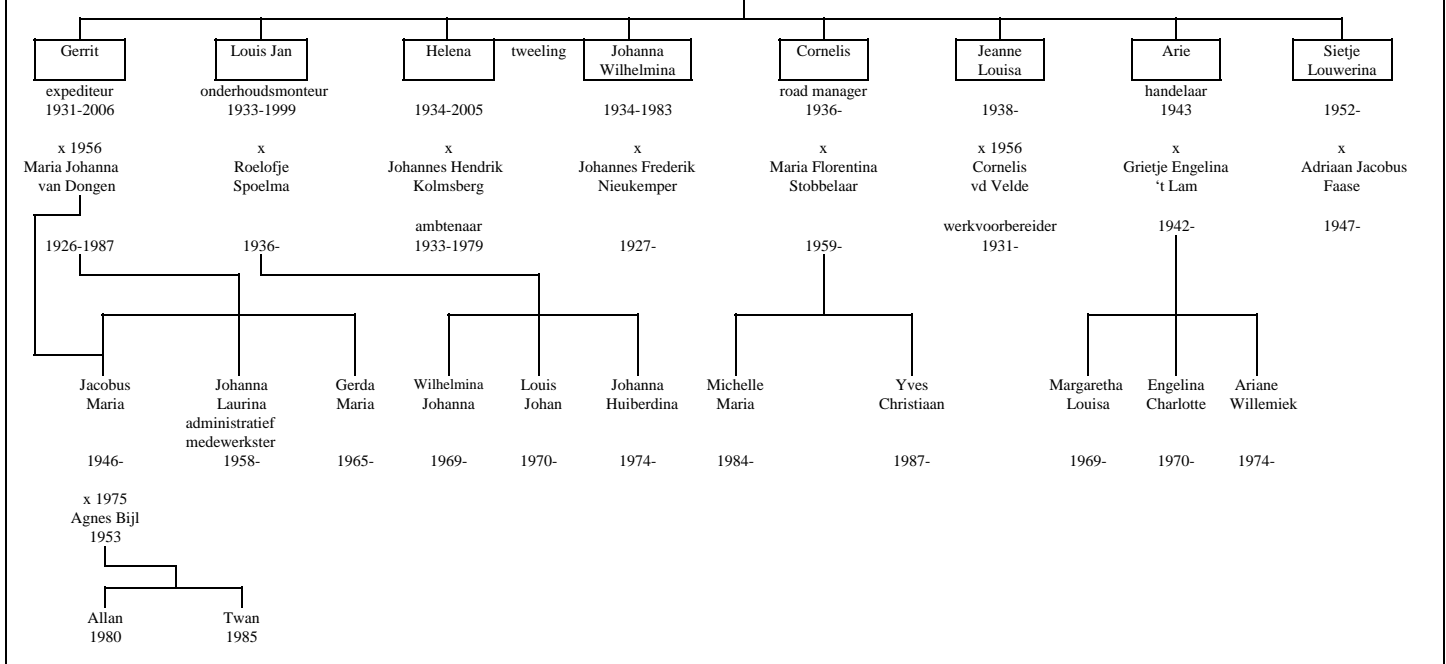 Gerrit
expediteur
1931-2006
x 1956
Maria Johanna
van Dongen
1926-1987
Louis Jan
onderhoudsmonteur
1933-1999
x
Roelofje
Spoelma
1936-
Helena
1934-2005
x
Johannes Hendrik
Kolmsberg
ambtenaar
1933-1979
tweeling
Johanna
Wilhelmina
1934-1983
x
Johannes Frederik
Nieukemper
1927-
Cornelis
road manager
1936-
x
Maria Florentina
Stobbelaar
1959-
Jeanne
Louisa
1938-
x 1956
Cornelis
vd Velde
werkvoorbereider
1931-
Arie
handelaar
1943
x
Grietje Engelina
‘t Lam
1942-
Sietje
Louwerina
1952-
x
Adriaan Jacobus
Faase
1947-
Jacobus
Maria
1946-
x 1975
Agnes Bijl
1953
Johanna
Laurina
administratief
medewerkster
1958-
Gerda
Maria
1965-
Wilhelmina
Johanna
1969-
Louis
Johan
1970-
Johanna
Huiberdina
1974-
Michelle
Maria
1984-
Yves
Christiaan
1987-
Margaretha
Louisa
1969-
Engelina
Charlotte
1970-
Ariane
Willemiek
1974-
Allan
1980
Twan
1985